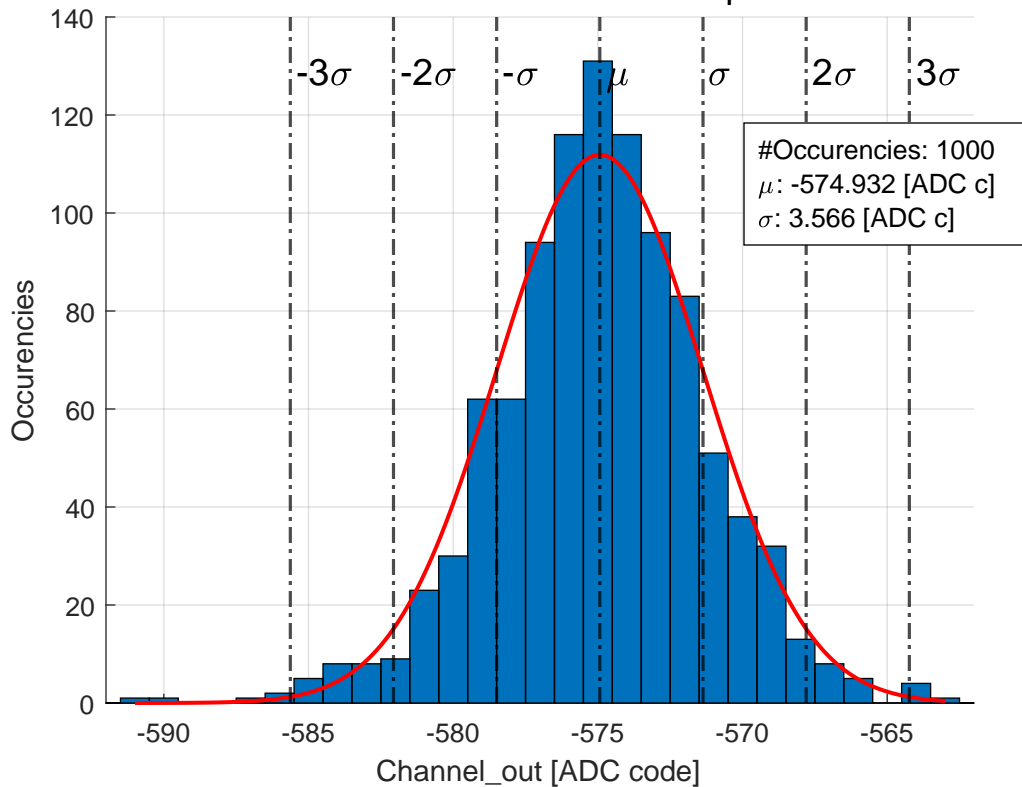 140
120
100
80
60
40
20
0
Occurencies
-3σ
-2σ
-σ
μ
σ
2σ
3σ
#Occurencies: 1000
μ: -574.932 [ADC c]
σ: 3.566 [ADC c]
-590
-585
-580
-575
-570
-565
Channel_out [ADC code]